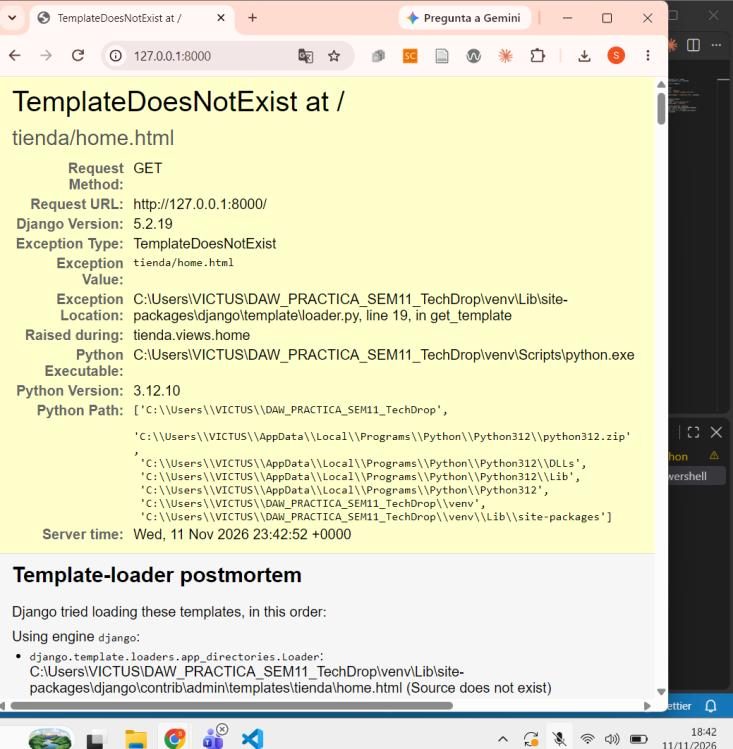 TemplateDoesNotExist at /
Pregunta a Gemini
127.0.0.1:8000
SC
S
TemplateDoesNotExist at /
tienda/home.html
Request Method: GET
Request URL: http://127.0.0.1:8000/
Django Version: 5.2.19
Exception Type: TemplateDoesNotExist
Exception Value: tienda/home.html
Exception Location: C:\Users\VICTUS\DAW_PRACTICA_SEM11_TechDrop\venv\Lib\site-
packages\django\template\loader.py, line 19, in get_template
Raised during: tienda.views.home
Python Executable: C:\Users\VICTUS\DAW_PRACTICA_SEM11_TechDrop\venv\Scripts\python.exe
Python Version: 3.12.10
Python Path: ['C:\\Users\\VICTUS\\DAW_PRACTICA_SEM11_TechDrop',
'C:\\Users\\VICTUS\\AppData\\Local\\Programs\\Python\\Python312\\python312.zip'
,
'C:\\Users\\VICTUS\\AppData\\Local\\Programs\\Python\\Python312\\DLLs',
'C:\\Users\\VICTUS\\AppData\\Local\\Programs\\Python\\Python312\\Lib',
'C:\\Users\\VICTUS\\AppData\\Local\\Programs\\Python\\Python312',
'C:\\Users\\VICTUS\\DAW_PRACTICA_SEM11_TechDrop\\venv',
'C:\\Users\\VICTUS\\DAW_PRACTICA_SEM11_TechDrop\\venv\\Lib\\site-packages']
Server time: Wed, 11 Nov 2026 23:42:52 +0000
Template-loader postmortem
Django tried loading these templates, in this order:
Using engine django:
• django.template.loaders.app_directories.Loader:
C:\Users\VICTUS\DAW_PRACTICA_SEM11_TechDrop\venv\Lib\site-
packages\django\contrib\admin\templates\tienda\home.html (Source does not exist)
hon
wershell
ettier
18:42
11/11/2026